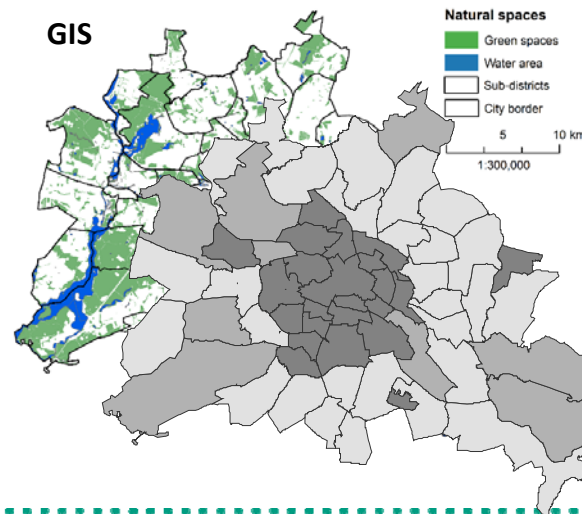 GIS
Natural spaces
Green spaces
Water area
Sub-districts
City border
5 10 km
1:300,000